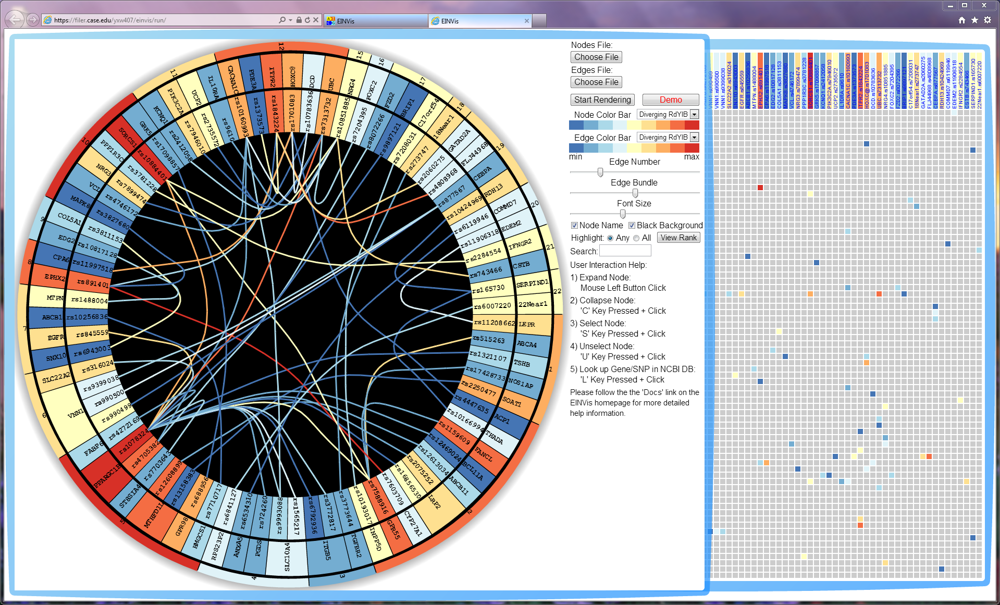 https://filer.case.edu/yxw407/einvis/run/
EINVis
EINVis
Nodes File:
Choose File
Edges File:
Choose File
Start Rendering
Demo
Node Color Bar
Diverging RdYlB
Edge Color Bar
Diverging RdYlB
min
max
Edge Number
Edge Bundle
Font Size
Node Name
Black Background
Highlight:
Any
All
View Rank
Search:
User Interaction Help:
1) Expand Node:
Mouse Left Button Click
2) Collapse Node:
'C' Key Pressed + Click
3) Select Node:
'S' Key Pressed + Click
4) Unselect Node:
'U' Key Pressed + Click
5) Look up Gene/SNP in NCBI DB:
'L' Key Pressed + Click
Please follow the the 'Docs' link on the
EINVis homepage for more detailed
help information.
12
CACNA1C
rs10160993
PDE3A
rs1373573
ITPR2
rs1843224
HOXC@
rs1701083
DCD
rs10783636
UBC
rs7313732
15
NRG4
rs10851885
16
FOXC2
rs7204395
FZD2
rs8072266
17
BRIP1
rs9897121
C17orf54
rs7208031
18
18Near1
rs273747
GATAD2A
rs2060275
19
FLJ44968
rs4808968
CEBPA
rs877567
RDH13
rs10424969
20
COMMD7
rs6119946
EDEM2
rs11906318
21
IFNGR2
rs2284554
CSTB
rs743466
22
SERPIND1
rs165730
22Near1
rs6007220
1
LEPR
rs11208662
ABCA4
rs515263
TSHB
rs1321107
NOS1AP
rs17428733
SOAT1
rs2250477
2
ACP1
rs4447635
THADA
rs10166994
FANCL
rs1159609
BCL11A
rs12469024
ABCB11
rs12613034
LRP2
rs2075252
rs16856530
CYP27A1
rs7603709
GPR55
rs7588916
INPP5D
rs10193017
3
TGFBR2
rs3773644
ITGB5
rs3772817
rs6792936
4
SLC10A4
rs1565217
rs9993088
PGDS
rs724260
ANXA5
rs6534310
RPS23P2
rs6841127
5
HMGCS1
rs17710717
GPR98
rs6888956
rs13158383
MTHFD1L
rs12608899
ST8SIA4
rs7703643
PPARGC1B
rs4705382
rs1078324
FABP6
rs4272169
6
VNN1
rs990499
rs990500
rs9399038
SLC22A2
rs316024
7
SNX10
rs6943003
EGFR
rs845559
ABCB1
rs10256836
MTPN
rs1488004
8
EPHX2
rs891401
CPA6
rs11997518
EDG2
rs10817128
9
COL5A1
rs3811153
10
MAPK8
rs3827680
VCL
rs4746172
NRG3
rs7899474
PPIR3C
rs3781228
SORCS1
rs10884401
11
GRK5
rs17098857
KCNQ1
rs2412058
PIK3C2A
rs7946010
UCP2
rs2735572
IL10RA
rs9610
VNN1.rs990499
VNN1.rs990500
VNN1.rs9399038
SLC22A2.rs316024
SNX10.rs6943003
EGFR.rs845559
ABCB1.rs10256836
MTPN.rs1488004
EPHX2.rs891401
CPA6.rs11997518
EDG2.rs10817128
COL5A1.rs3811153
MAPK8.rs3827680
VCL.rs4746172
NRG3.rs7899474
PPP1R3C.rs3781228
SORCS1.rs10884401
GRK5.rs17098857
KCNQ1.rs2412058
PIK3C2A.rs7946010
UCP2.rs2735572
IL10RA.rs9610
CACNA1C.rs10160993
PDE3A.rs1373573
ITPR2.rs1843224
HOXC@.rs1701083
DCD.rs10783636
UBC.rs7313732
NRG4.rs10851885
FOXC2.rs7204395
FZD2.rs8072266
BRIP1.rs9897121
C17orf54.rs7208031
18Near1.rs273747
GATAD2A.rs2060275
FLJ44968.rs4808968
CEBPA.rs877567
RDH13.rs10424969
COMMD7.rs6119946
EDEM2.rs11906318
IFNGR2.rs2284554
CSTB.rs743466
SERPIND1.rs165730
22Near1.rs6007220